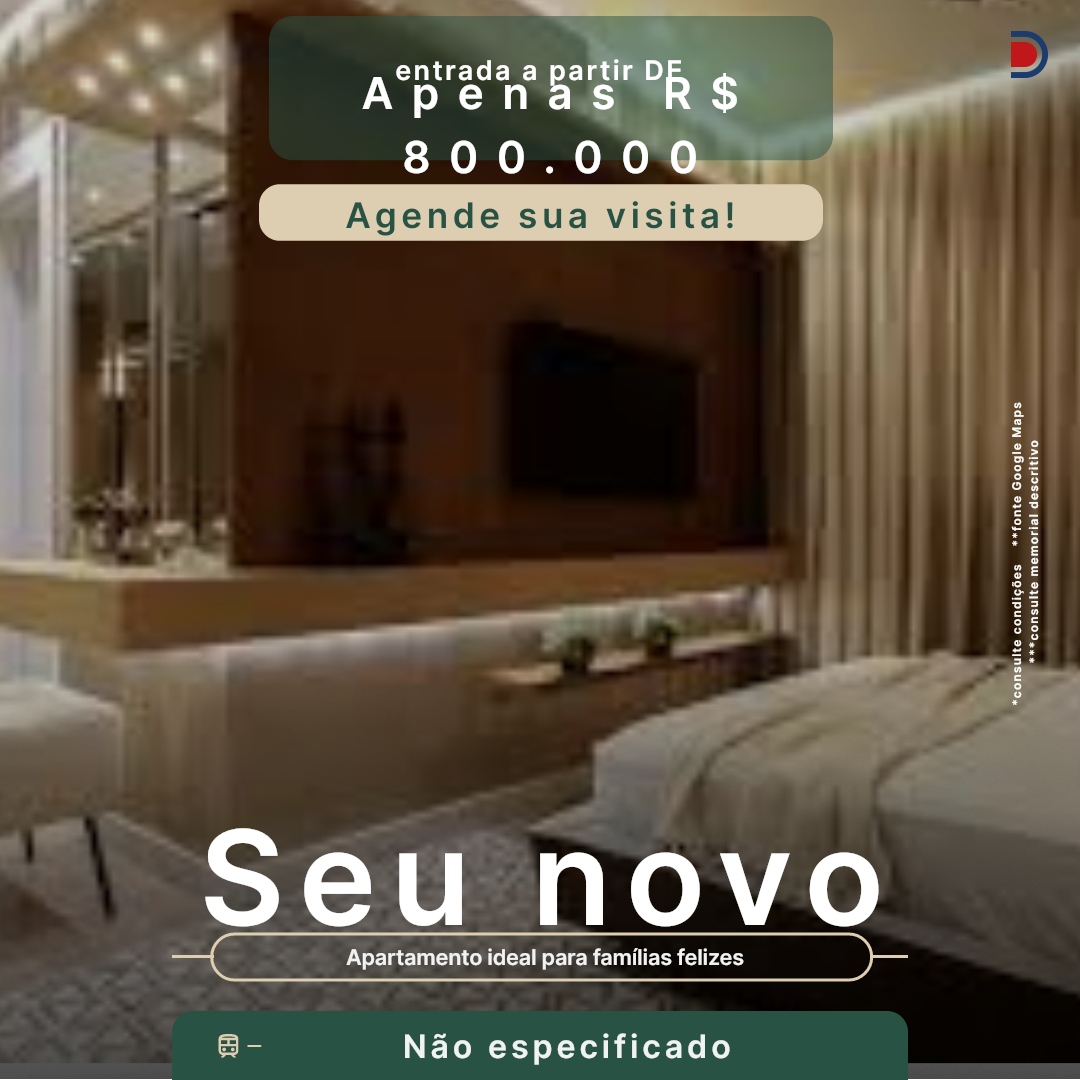 entrada a partir DE
Apenas R$
800.000
Agende sua visita!
*consulte condições **fonte Google Maps
***consulte memorial descritivo
Seu novo
Apartamento ideal para famílias felizes
Não especificado